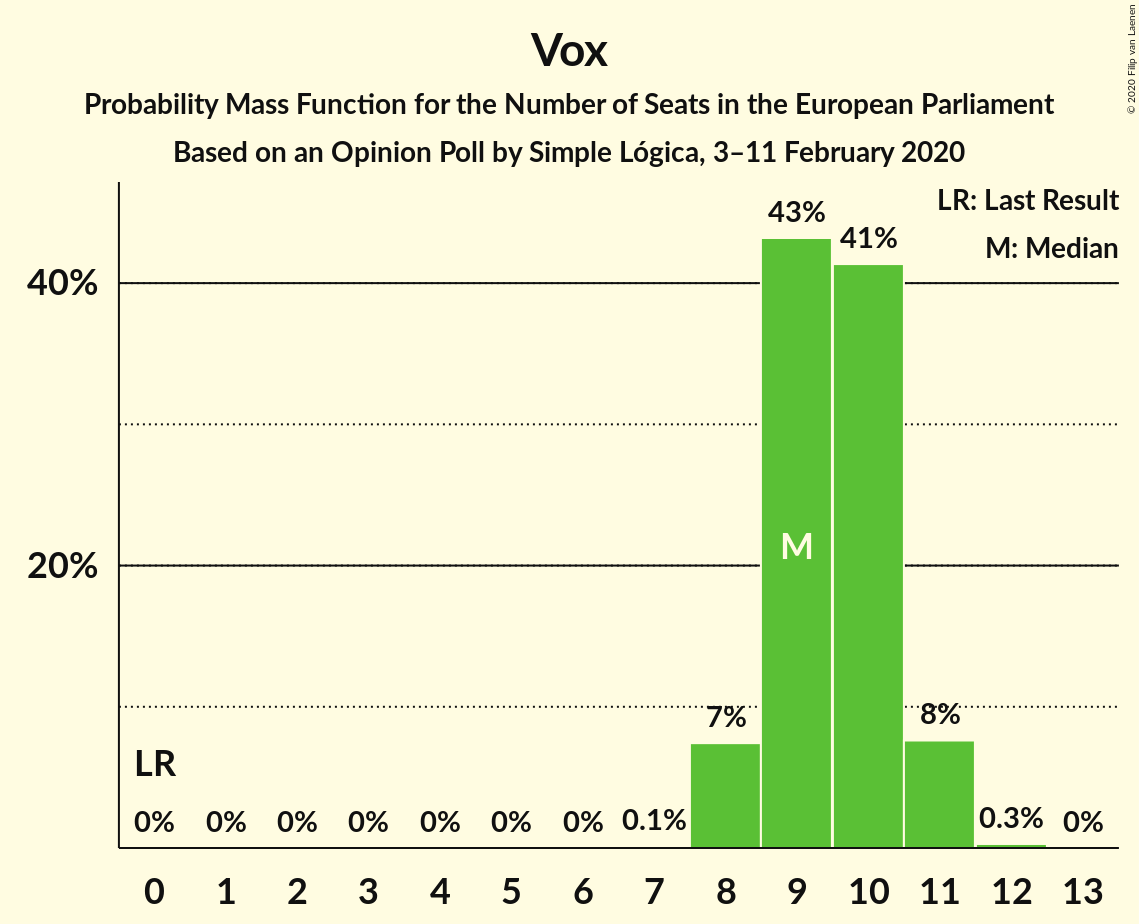 Vox
Probability Mass Function for the Number of Seats in the European Parliament
Based on an Opinion Poll by Simple Lógica, 3–11 February 2020
© 2020 Filip van Laenen
LR: Last Result
M: Median
43%
41%
40%
M
20%
7%
8%
LR
0% 0% 0% 0% 0% 0% 0% 0.1% 0.3% 0%
0 1 2 3 4 5 6 7 8 9 10 11 12 13